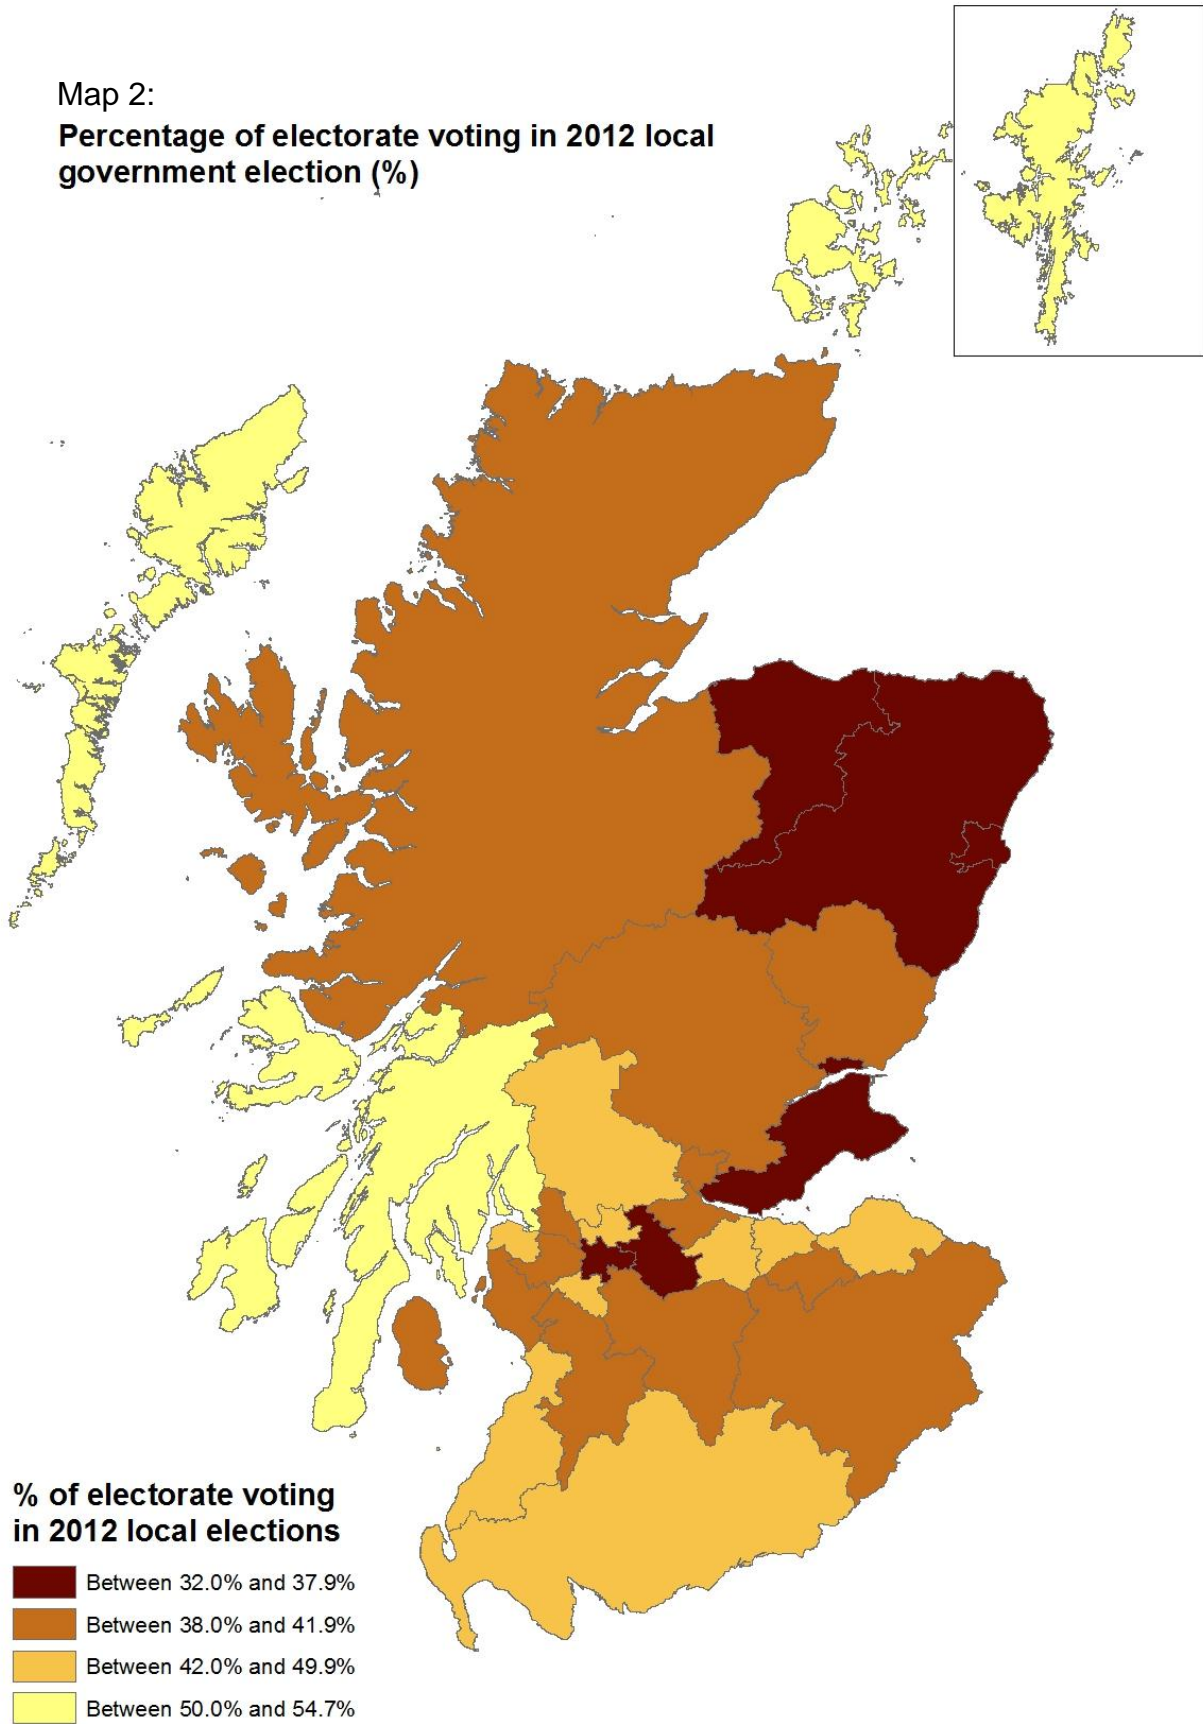 Map 2:
Percentage of electorate voting in 2012 local
government election (%)
% of electorate voting
in 2012 local elections
Between 32.0% and 37.9%
Between 38.0% and 41.9%
Between 42.0% and 49.9%
Between 50.0% and 54.7%